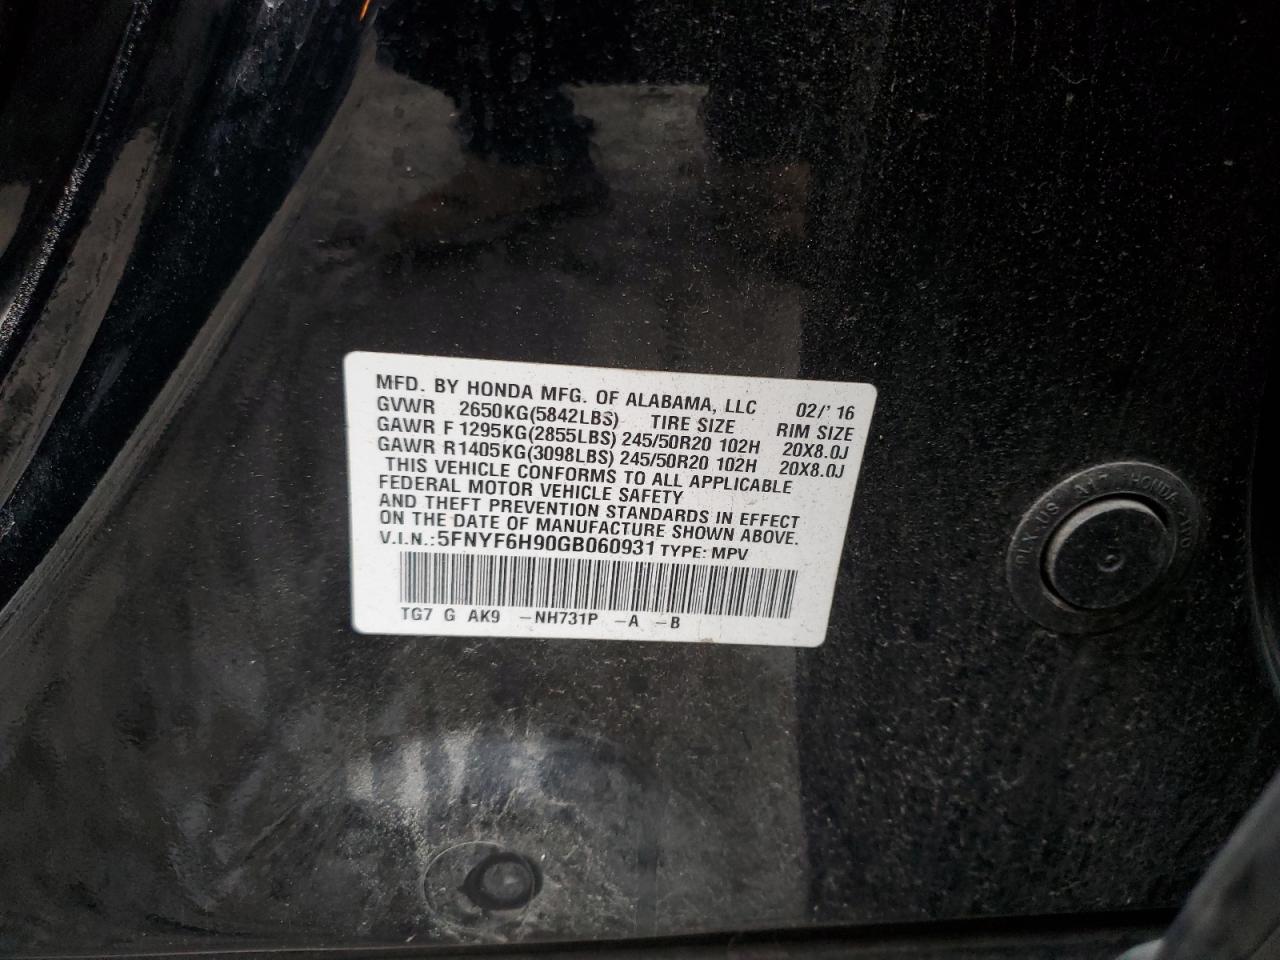 MFD. BY HONDA MFG. OF ALABAMA, LLC 02/' 16
GVWR 2650KG(5842LBS) TIRE SIZE RIM SIZE
GAWR F 1295KG(2855LBS) 245/50R20 102H 20X8.0J
GAWR R1405KG(3098LBS) 245/50R20 102H 20X8.0J
THIS VEHICLE CONFORMS TO ALL APPLICABLE
FEDERAL MOTOR VEHICLE SAFETY
AND THEFT PREVENTION STANDARDS IN EFFECT
ON THE DATE OF MANUFACTURE SHOWN ABOVE.
V.I.N.:5FNYF6H90GB060931 TYPE: MPV
TG7 G AK9 -NH731P -A -B
HONDA